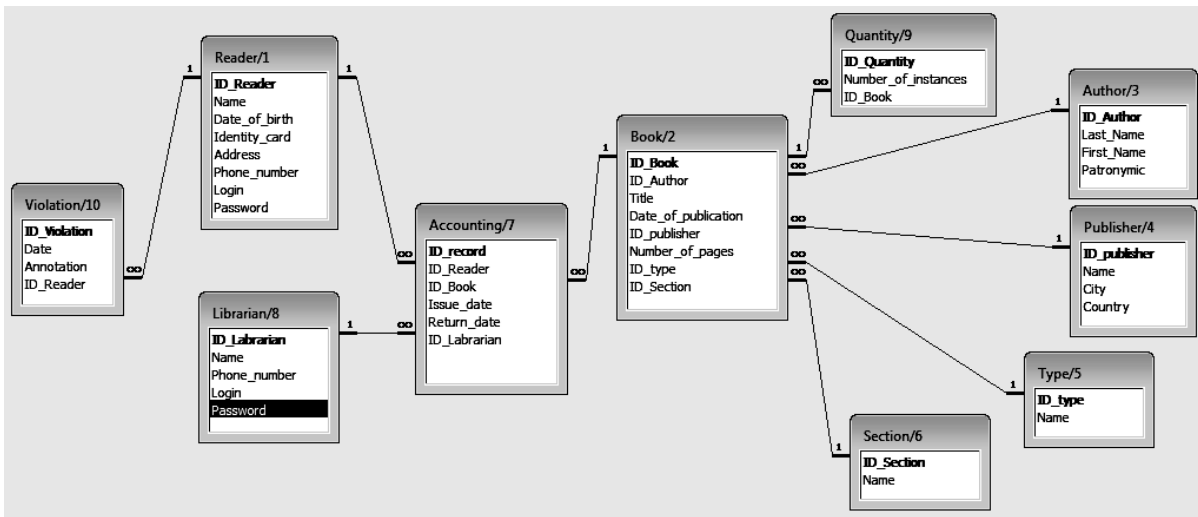 Reader/1
ID_Reader
Name
Date_of_birth
Identity_card
Address
Phone_number
Login
Password
Violation/10
ID_Violation
Date
Annotation
ID_Reader
Librarian/8
ID_Labrarian
Name
Phone_number
Login
Password
Accounting/7
ID_record
ID_Reader
ID_Book
Issue_date
Return_date
ID_Labrarian
Book/2
ID_Book
ID_Author
Title
Date_of_publication
ID_publisher
Number_of_pages
ID_type
ID_Section
Quantity/9
ID_Quantity
Number_of_instances
ID_Book
Author/3
ID_Author
Last_Name
First_Name
Patronymic
Publisher/4
ID_publisher
Name
City
Country
Type/5
ID_type
Name
Section/6
ID_Section
Name
1
∞
1
∞
1
∞
1
∞
1
∞
∞
1
∞
1
∞
1
∞
1